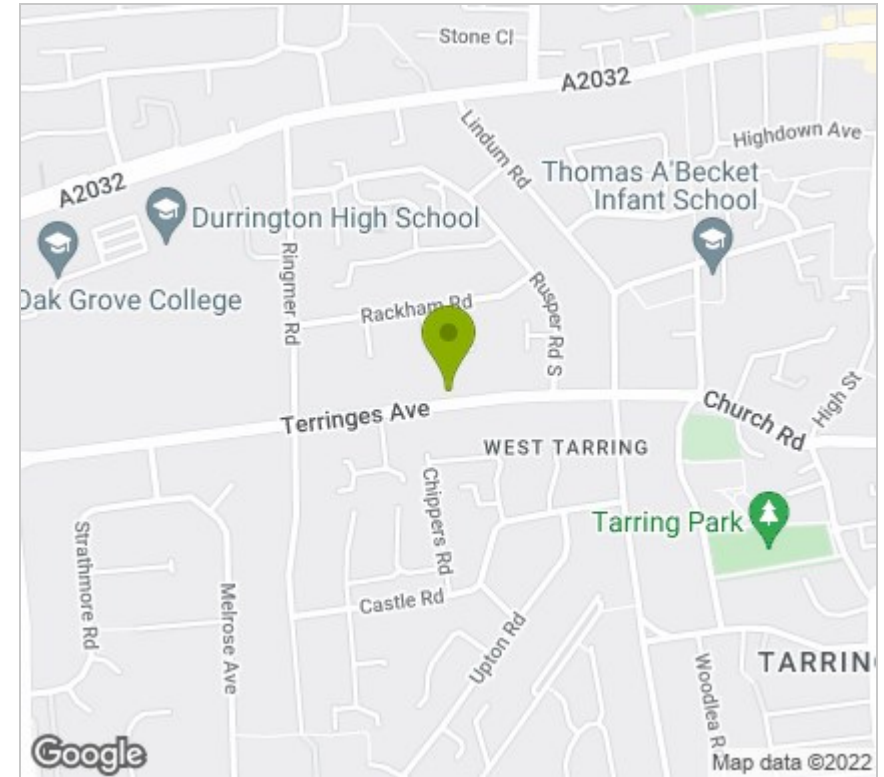 Stone Cl
A2032
Lindum Rd
Highdown Ave
Thomas A'Becket
Infant School
A2032
Durrington High School
Oak Grove College
Ringmer Rd
Rackham Rd
Rusper Rd S
Terringes Ave
Church Rd
High St
WEST TARRING
Chippers Rd
Tarring Park
Strathmore Rd
Melrose Ave
Castle Rd
Upton Rd
Woodlea R
TARRIN
Google
Map data ©2022